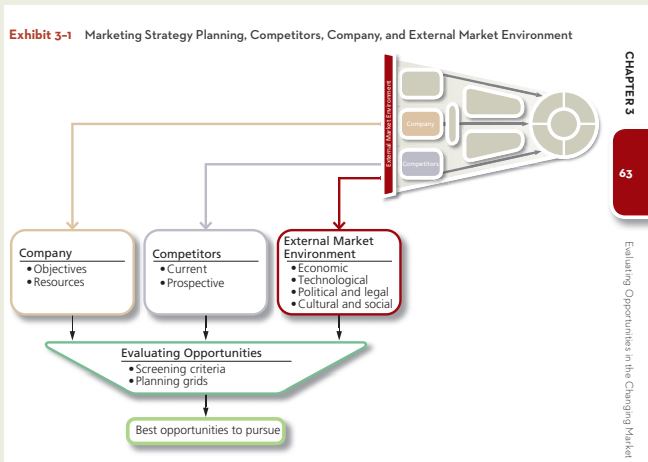 Exhibit 3-1 Marketing Strategy Planning, Competitors, Company, and External Market Environment
External Market Environment
Company
Competitors
Company
• Objectives
• Resources
Competitors
• Current
• Prospective
External Market
Environment
• Economic
• Technological
• Political and legal
• Cultural and social
Evaluating Opportunities
• Screening criteria
• Planning grids
Best opportunities to pursue
CHAPTER 3
63
Evaluating Opportunities in the Changing Market